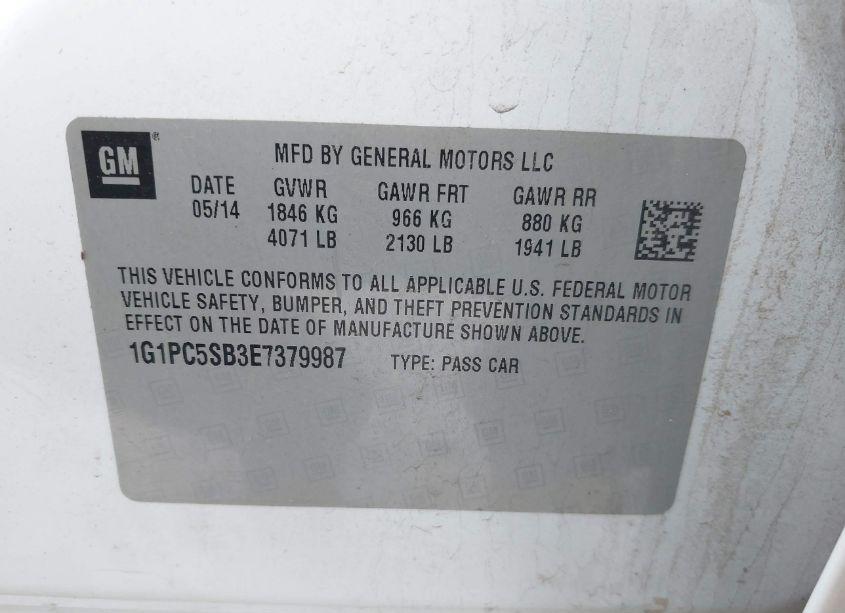 GM®
MFD BY GENERAL MOTORS LLC
DATE GVWR GAWR FRT GAWR RR
05/14 1846 KG 966 KG 880 KG
4071 LB 2130 LB 1941 LB
THIS VEHICLE CONFORMS TO ALL APPLICABLE U.S. FEDERAL MOTOR
VEHICLE SAFETY, BUMPER, AND THEFT PREVENTION STANDARDS IN
EFFECT ON THE DATE OF MANUFACTURE SHOWN ABOVE.
1G1PC5SB3E7379987 TYPE: PASS CAR